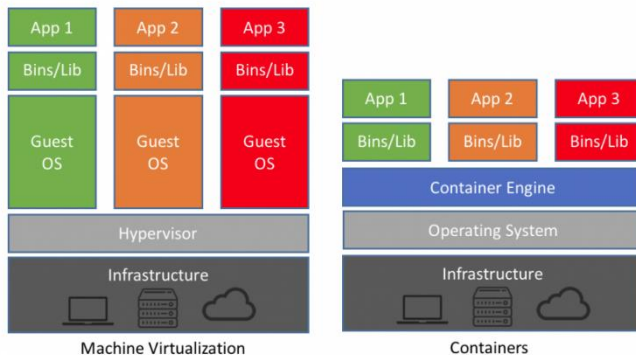 App 1
App 2
App 3
Bins/Lib
Bins/Lib
Bins/Lib
Guest
OS
Guest
OS
Guest
OS
Hypervisor
Infrastructure
Machine Virtualization
App 1
App 2
App 3
Bins/Lib
Bins/Lib
Bins/Lib
Container Engine
Operating System
Infrastructure
Containers